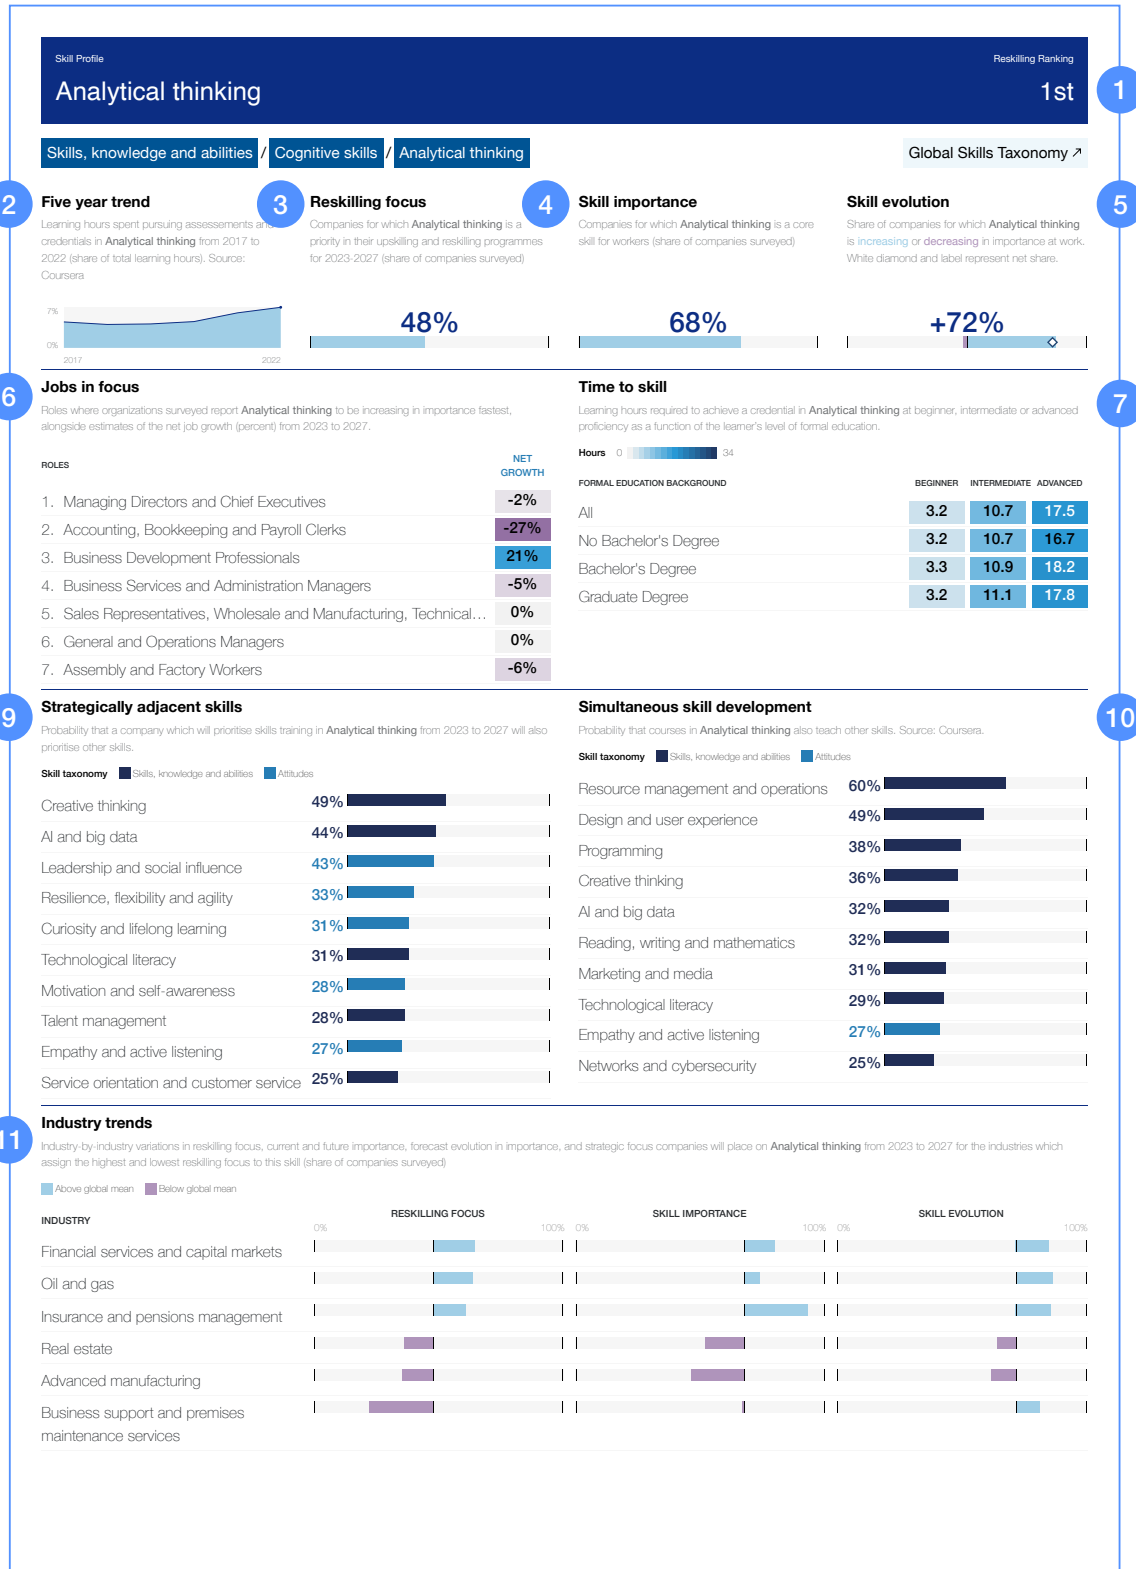 Skill Profile
Reskilling Ranking
Analytical thinking
1st
1
Skills, knowledge and abilities / Cognitive skills / Analytical thinking
Global Skills Taxonomy ↗
2
Five year trend
Learning hours spent pursuing assessements and
credentials in Analytical thinking from 2017 to
2022 (share of total learning hours). Source:
Coursera
7%
0%
2017
2022
3
Reskilling focus
Companies for which Analytical thinking is a
priority in their upskilling and reskilling programmes
for 2023-2027 (share of companies surveyed)
48%
4
Skill importance
Companies for which Analytical thinking is a core
skill for workers (share of companies surveyed)
68%
5
Skill evolution
Share of companies for which Analytical thinking
is increasing or decreasing in importance at work.
White diamond and label represent net share.
+72%
6
Jobs in focus
Roles where organizations surveyed report Analytical thinking to be increasing in importance fastest,
alongside estimates of the net job growth (percent) from 2023 to 2027.
ROLES
NET
GROWTH
1. Managing Directors and Chief Executives -2%
2. Accounting, Bookkeeping and Payroll Clerks -27%
3. Business Development Professionals 21%
4. Business Services and Administration Managers -5%
5. Sales Representatives, Wholesale and Manufacturing, Technical… 0%
6. General and Operations Managers 0%
7. Assembly and Factory Workers -6%
7
Time to skill
Learning hours required to achieve a credential in Analytical thinking at beginner, intermediate or advanced
proficiency as a function of the learner's level of formal education.
Hours 0 34
FORMAL EDUCATION BACKGROUND BEGINNER INTERMEDIATE ADVANCED
All 3.2 10.7 17.5
No Bachelor's Degree 3.2 10.7 16.7
Bachelor's Degree 3.3 10.9 18.2
Graduate Degree 3.2 11.1 17.8
9
Strategically adjacent skills
Probability that a company which will prioritise skills training in Analytical thinking from 2023 to 2027 will also
prioritise other skills.
Skill taxonomy Skills, knowledge and abilities Attitudes
Creative thinking 49%
AI and big data 44%
Leadership and social influence 43%
Resilience, flexibility and agility 33%
Curiosity and lifelong learning 31%
Technological literacy 31%
Motivation and self-awareness 28%
Talent management 28%
Empathy and active listening 27%
Service orientation and customer service 25%
10
Simultaneous skill development
Probability that courses in Analytical thinking also teach other skills. Source: Coursera.
Skill taxonomy Skills, knowledge and abilities Attitudes
Resource management and operations 60%
Design and user experience 49%
Programming 38%
Creative thinking 36%
AI and big data 32%
Reading, writing and mathematics 32%
Marketing and media 31%
Technological literacy 29%
Empathy and active listening 27%
Networks and cybersecurity 25%
11
Industry trends
Industry-by-industry variations in reskilling focus, current and future importance, forecast evolution in importance, and strategic focus companies will place on Analytical thinking from 2023 to 2027 for the industries which
assign the highest and lowest reskilling focus to this skill (share of companies surveyed)
Above global mean Below global mean
INDUSTRY RESKILLING FOCUS SKILL IMPORTANCE SKILL EVOLUTION
0% 100% 0% 100% 0% 100%
Financial services and capital markets
Oil and gas
Insurance and pensions management
Real estate
Advanced manufacturing
Business support and premises
maintenance services